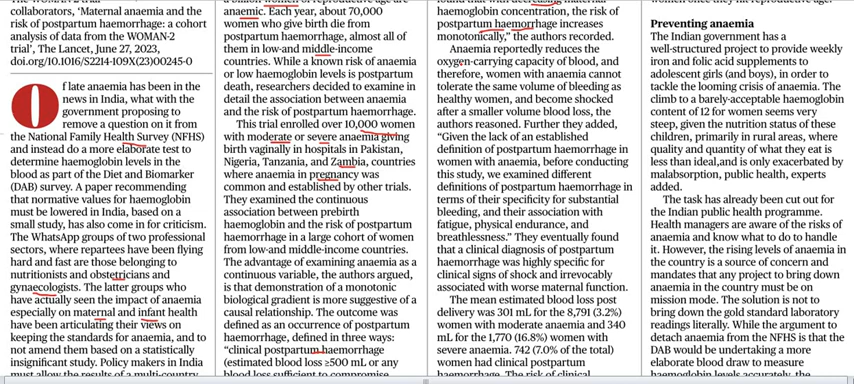 collaborators, ‘Maternal anaemia and the
risk of postpartum haemorrhage: a cohort
analysis of data from the WOMAN-2
trial’, The Lancet, June 27, 2023,
doi.org/10.1016/S2214-109X(23)00245-0
Of late anaemia has been in the
news in India, what with the
government proposing to
remove a question on it from
the National Family Health Survey (NFHS)
and instead do a more elaborate test to
determine haemoglobin levels in the
blood as part of the Diet and Biomarker
(DAB) survey. A paper recommending
that normative values for haemoglobin
must be lowered in India, based on a
small study, has also come in for criticism.
The WhatsApp groups of two professional
sectors, where repartees have been flying
hard and fast are those belonging to
nutritionists and obstetricians and
gynaecologists. The latter groups who
have actually seen the impact of anaemia
especially on maternal and infant health
have been articulating their views on
keeping the standards for anaemia, and to
not amend them based on a statistically
insignificant study. Policy makers in India
must allow the results of a multi-country
anaemic. Each year, about 70,000
women who give birth die from
postpartum haemorrhage, almost all of
them in low-and middle-income
countries. While a known risk of anaemia
or low haemoglobin levels is postpartum
death, researchers decided to examine in
detail the association between anaemia
and the risk of postpartum haemorrhage.
This trial enrolled over 10,000 women
with moderate or severe anaemia giving
birth vaginally in hospitals in Pakistan,
Nigeria, Tanzania, and Zambia, countries
where anaemia in pregnancy was
common and established by other trials.
They examined the continuous
association between prebirth
haemoglobin and the risk of postpartum
haemorrhage in a large cohort of women
from low-and middle-income countries.
The advantage of examining anaemia as a
continuous variable, the authors argued,
is that demonstration of a monotonic
biological gradient is more suggestive of a
causal relationship. The outcome was
defined as an occurrence of postpartum
haemorrhage, defined in three ways:
“clinical postpartum haemorrhage
(estimated blood loss ≥500 mL or any
blood loss sufficient to compromise
found that with decreasing maternal
haemoglobin concentration, the risk of
postpartum haemorrhage increases
monotonically,” the authors recorded.
Anaemia reportedly reduces the
oxygen-carrying capacity of blood, and
therefore, women with anaemia cannot
tolerate the same volume of bleeding as
healthy women, and become shocked
after a smaller volume blood loss, the
authors reasoned. Further they added,
“Given the lack of an established
definition of postpartum haemorrhage in
women with anaemia, before conducting
this study, we examined different
definitions of postpartum haemorrhage in
terms of their specificity for substantial
bleeding, and their association with
fatigue, physical endurance, and
breathlessness.” They eventually found
that a clinical diagnosis of postpartum
haemorrhage was highly specific for
clinical signs of shock and irrevocably
associated with worse maternal function.
The mean estimated blood loss post
delivery was 301 mL for the 8,791 (3.2%)
women with moderate anaemia and 340
mL for the 1,770 (16.8%) women with
severe anaemia. 742 (7.0% of the total)
women had clinical postpartum
haemorrhage. The risk of clinical
Preventing anaemia
The Indian government has a
well-structured project to provide weekly
iron and folic acid supplements to
adolescent girls (and boys), in order to
tackle the looming crisis of anaemia. The
climb to a barely-acceptable haemoglobin
content of 12 for women seems very
steep, given the nutrition status of these
children, primarily in rural areas, where
quality and quantity of what they eat is
less than ideal,and is only exacerbated by
malabsorption, public health, experts
added.
The task has already been cut out for
the Indian public health programme.
Health managers are aware of the risks of
anaemia and know what to do to handle
it. However, the rising levels of anaemia in
the country is a source of concern and
mandates that any project to bring down
anaemia in the country must be on
mission mode. The solution is not to
bring down the gold standard laboratory
readings literally. While the argument to
detach anaemia from the NFHS is that the
DAB would be undertaking a more
elaborate blood draw to measure
haemoglobin levels accurately, the